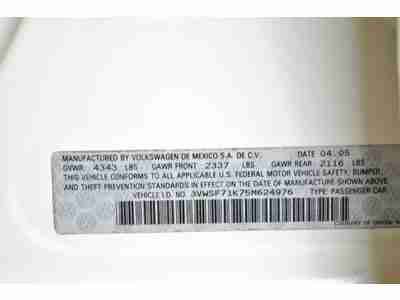 MANUFACTURED BY VOLKSWAGEN DE MEXICO S.A. DE C.V. DATE 04.05
GVWR 4343 LBS GAWR FRONT 2337 LBS GAWR REAR 2116 LBS
THIS VEHICLE CONFORMS TO ALL APPLICABLE U.S. FEDERAL MOTOR VEHICLE SAFETY, BUMPER,
AND THEFT PREVENTION STANDARDS IN EFFECT ON THE DATE OF MANUFACTURE SHOWN ABOVE.
VEHICLE I.D. NO. 3VWSF71K75M624976 TYPE PASSENGER CAR